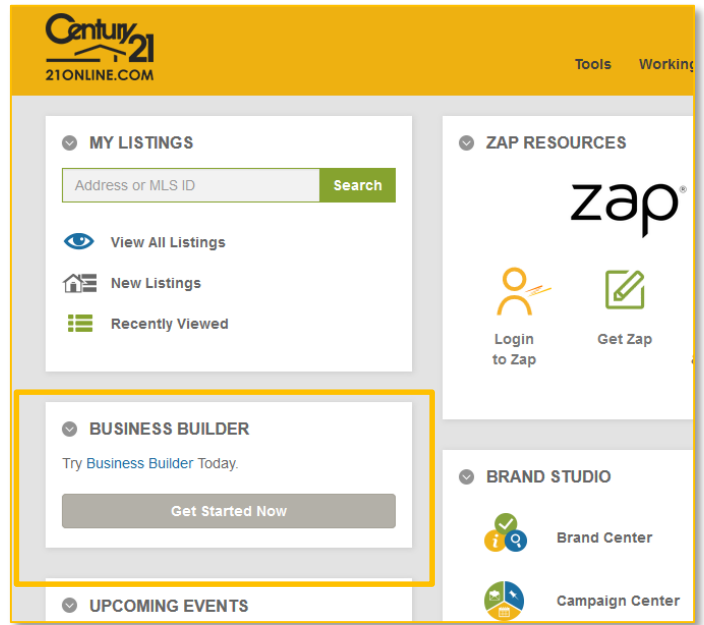 Century 21
21ONLINE.COM
Tools Working
MY LISTINGS
Address or MLS ID Search
View All Listings
New Listings
Recently Viewed
BUSINESS BUILDER
Try Business Builder Today.
Get Started Now
UPCOMING EVENTS
ZAP RESOURCES
zap®
Login
to Zap
Get Zap
BRAND STUDIO
Brand Center
Campaign Center